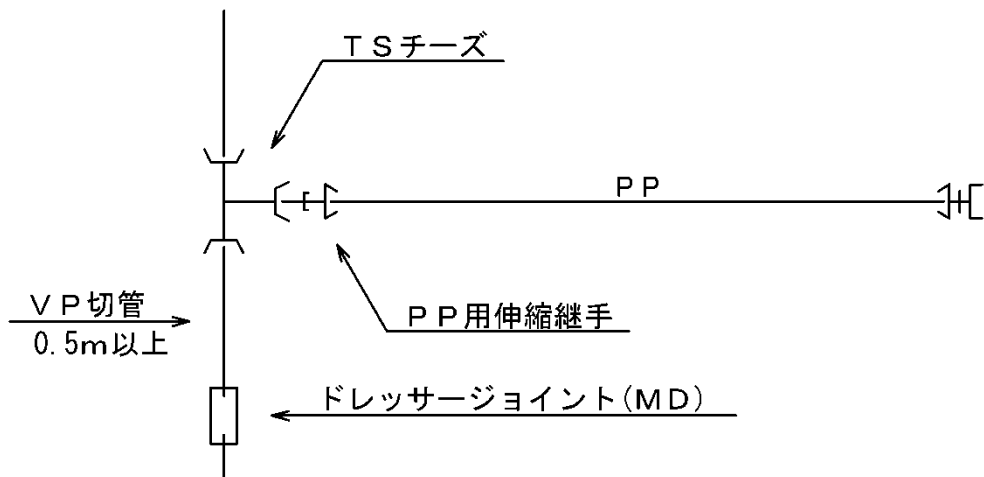 TSチーズ
PP
VP切管
0.5m以上
PP用伸縮継手
ドレッサージョイント(MD)